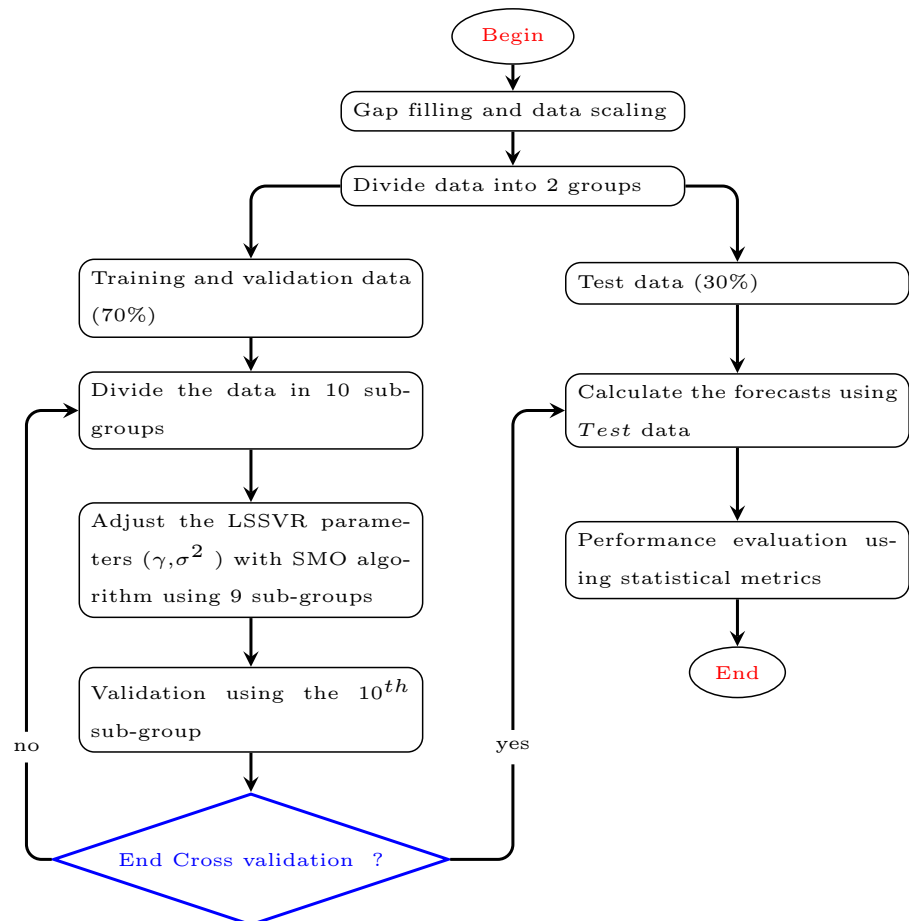 Begin
Gap filling and data scaling
Divide data into 2 groups
Training and validation data
(70%)
Divide the data in 10 sub-
groups
Adjust the LSSVR parame-
ters (γ,σ² ) with SMO algo-
rithm using 9 sub-groups
Validation using the 10^th
sub-group
no
End Cross validation ?
yes
Test data (30%)
Calculate the forecasts using
Test data
Performance evaluation us-
ing statistical metrics
End